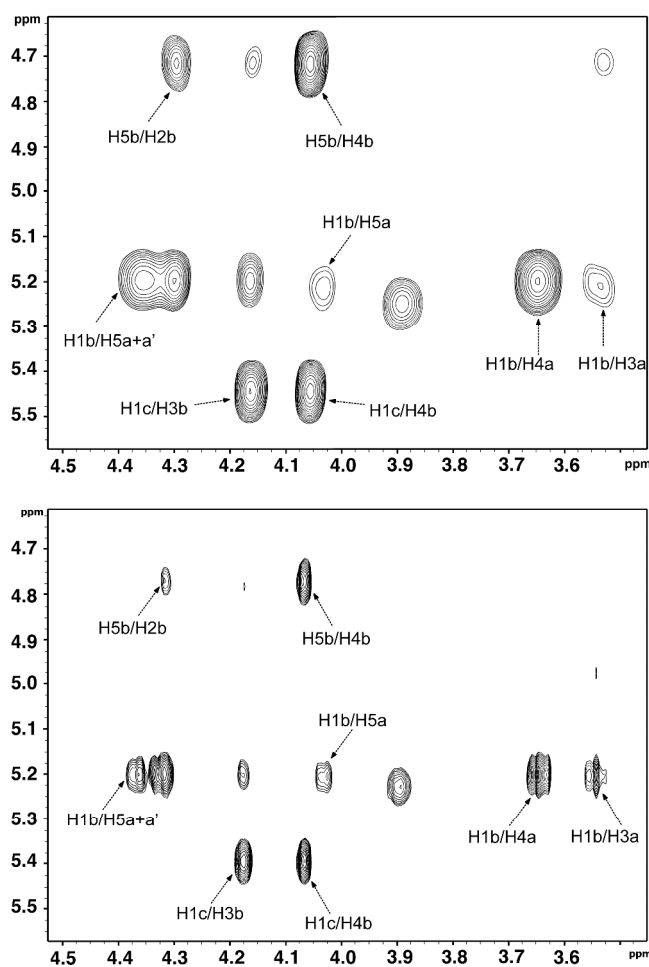 ppm
4.7
4.8
4.9
5.0
5.1
5.2
5.3
5.4
5.5
H5b/H2b
H5b/H4b
H1b/H5a
H1b/H5a+a'
H1b/H4a
H1b/H3a
H1c/H3b
H1c/H4b
4.5 4.4 4.3 4.2 4.1 4.0 3.9 3.8 3.7 3.6 ppm
ppm
4.7
4.8
4.9
5.0
5.1
5.2
5.3
5.4
5.5
H5b/H2b
H5b/H4b
H1b/H5a
H1b/H5a+a'
H1b/H4a
H1b/H3a
H1c/H3b
H1c/H4b
4.5 4.4 4.3 4.2 4.1 4.0 3.9 3.8 3.7 3.6 ppm